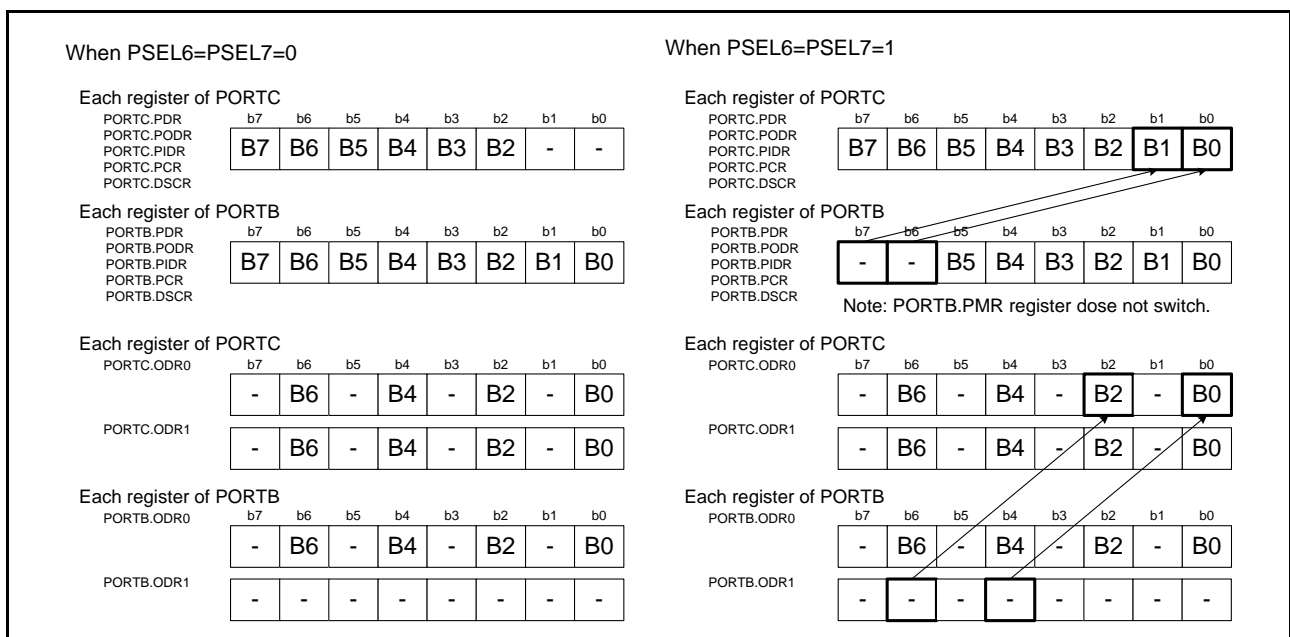 When PSEL6=PSEL7=0
Each register of PORTC
PORTC.PDR
PORTC.PODR
PORTC.PIDR
PORTC.PCR
PORTC.DSCR
b7 b6 b5 b4 b3 b2 b1 b0
B7 B6 B5 B4 B3 B2 - -
Each register of PORTB
PORTB.PDR
PORTB.PODR
PORTB.PIDR
PORTB.PCR
PORTB.DSCR
b7 b6 b5 b4 b3 b2 b1 b0
B7 B6 B5 B4 B3 B2 B1 B0
Each register of PORTC
PORTC.ODR0
b7 b6 b5 b4 b3 b2 b1 b0
- B6 - B4 - B2 - B0
PORTC.ODR1
- B6 - B4 - B2 - B0
Each register of PORTB
PORTB.ODR0
b7 b6 b5 b4 b3 b2 b1 b0
- B6 - B4 - B2 - B0
PORTB.ODR1
- - - - - - - -
When PSEL6=PSEL7=1
Each register of PORTC
PORTC.PDR
PORTC.PODR
PORTC.PIDR
PORTC.PCR
PORTC.DSCR
b7 b6 b5 b4 b3 b2 b1 b0
B7 B6 B5 B4 B3 B2 B1 B0
Each register of PORTB
PORTB.PDR
PORTB.PODR
PORTB.PIDR
PORTB.PCR
PORTB.DSCR
b7 b6 b5 b4 b3 b2 b1 b0
- - B5 B4 B3 B2 B1 B0
Note: PORTB.PMR register dose not switch.
Each register of PORTC
PORTC.ODR0
b7 b6 b5 b4 b3 b2 b1 b0
- B6 - B4 - B2 - B0
PORTC.ODR1
- B6 - B4 - B2 - B0
Each register of PORTB
PORTB.ODR0
b7 b6 b5 b4 b3 b2 b1 b0
- B6 - B4 - B2 - B0
PORTB.ODR1
- - - - - - - -